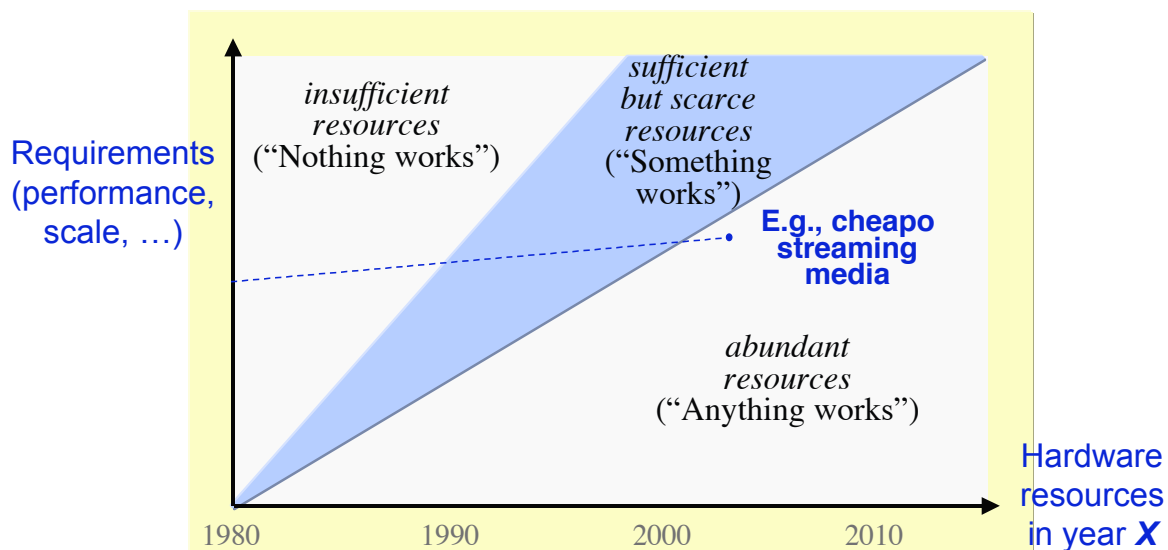 insufficient
resources
(“Nothing works”)
sufficient
but scarce
resources
(“Something
works”)
Requirements
(performance,
scale, …)
E.g., cheapo
streaming
media
abundant
resources
(“Anything works”)
Hardware
resources
in year X
1980
1990
2000
2010